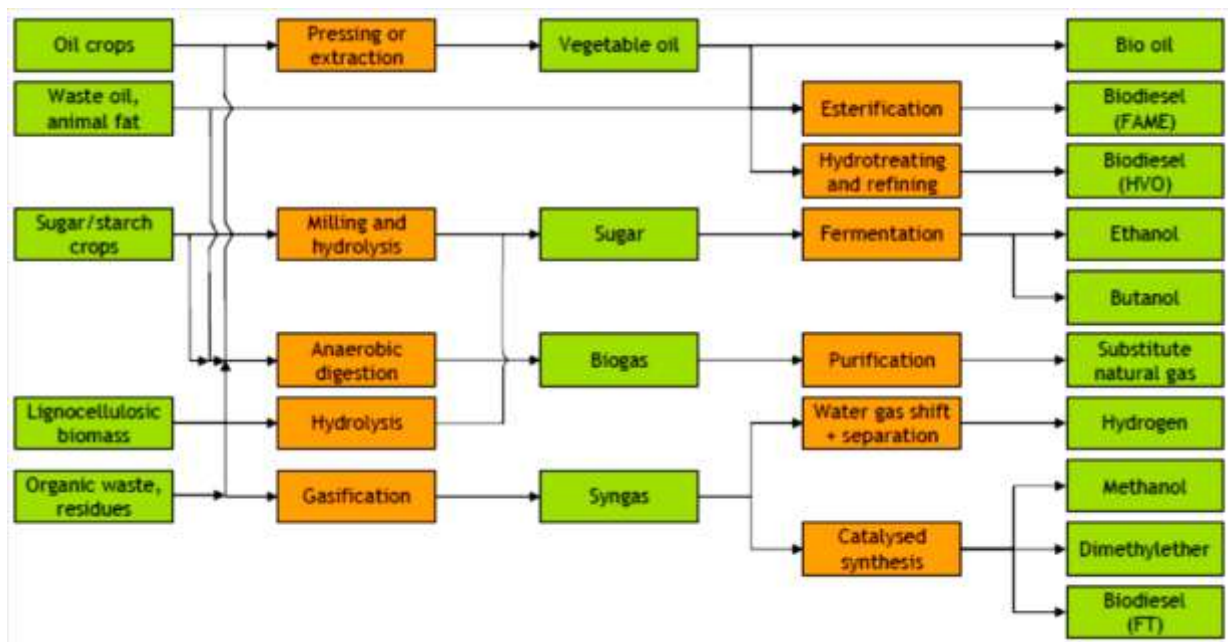 Oil crops
Pressing or
extraction
Vegetable oil
Bio oil
Waste oil,
animal fat
Esterification
Biodiesel
(FAME)
Hydrotreating
and refining
Biodiesel
(HVO)
Sugar/starch
crops
Milling and
hydrolysis
Sugar
Fermentation
Ethanol
Butanol
Anaerobic
digestion
Biogas
Purification
Substitute
natural gas
Lignocellulosic
biomass
Hydrolysis
Water gas shift
+ separation
Hydrogen
Organic waste,
residues
Gasification
Syngas
Methanol
Catalysed
synthesis
Dimethylether
Biodiesel
(FT)